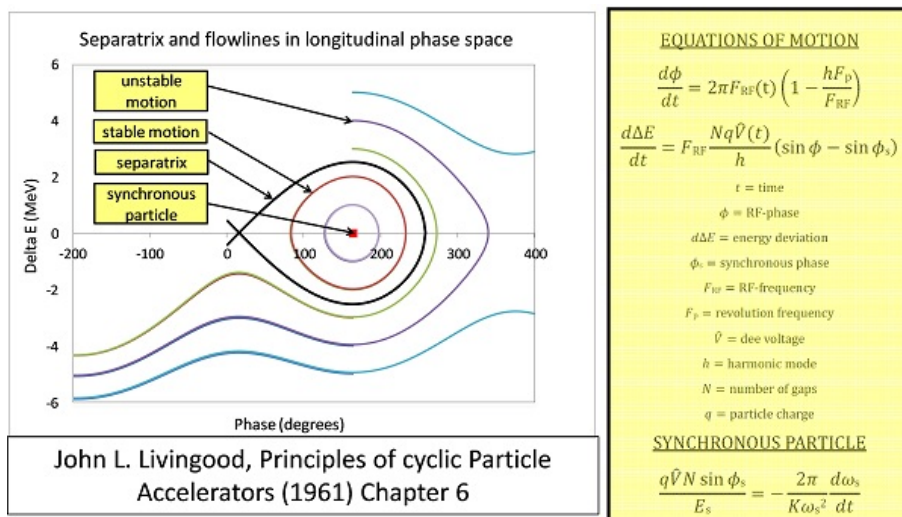 Separatrix and flowlines in longitudinal phase space
6
4
2
0
-2
-4
-6
Delta E (MeV)
-200
-100
0
100
200
300
400
Phase (degrees)
unstable
motion
stable motion
separatrix
synchronous
particle
John L. Livingood, Principles of cyclic Particle
Accelerators (1961) Chapter 6
EQUATIONS OF MOTION
dϕ/dt = 2πF_RF(t) (1 − hF_p/F_RF)
dΔE/dt = F_RF Nq𝑉̂(t)/h (sin ϕ − sin ϕ_s)
t = time
ϕ = RF-phase
dΔE = energy deviation
ϕ_s = synchronous phase
F_RF = RF-frequency
F_p = revolution frequency
𝑉̂ = dee voltage
h = harmonic mode
N = number of gaps
q = particle charge
SYNCHRONOUS PARTICLE
q𝑉̂N sin ϕ_s/E_s = − 2π/Kω_s² dω_s/dt